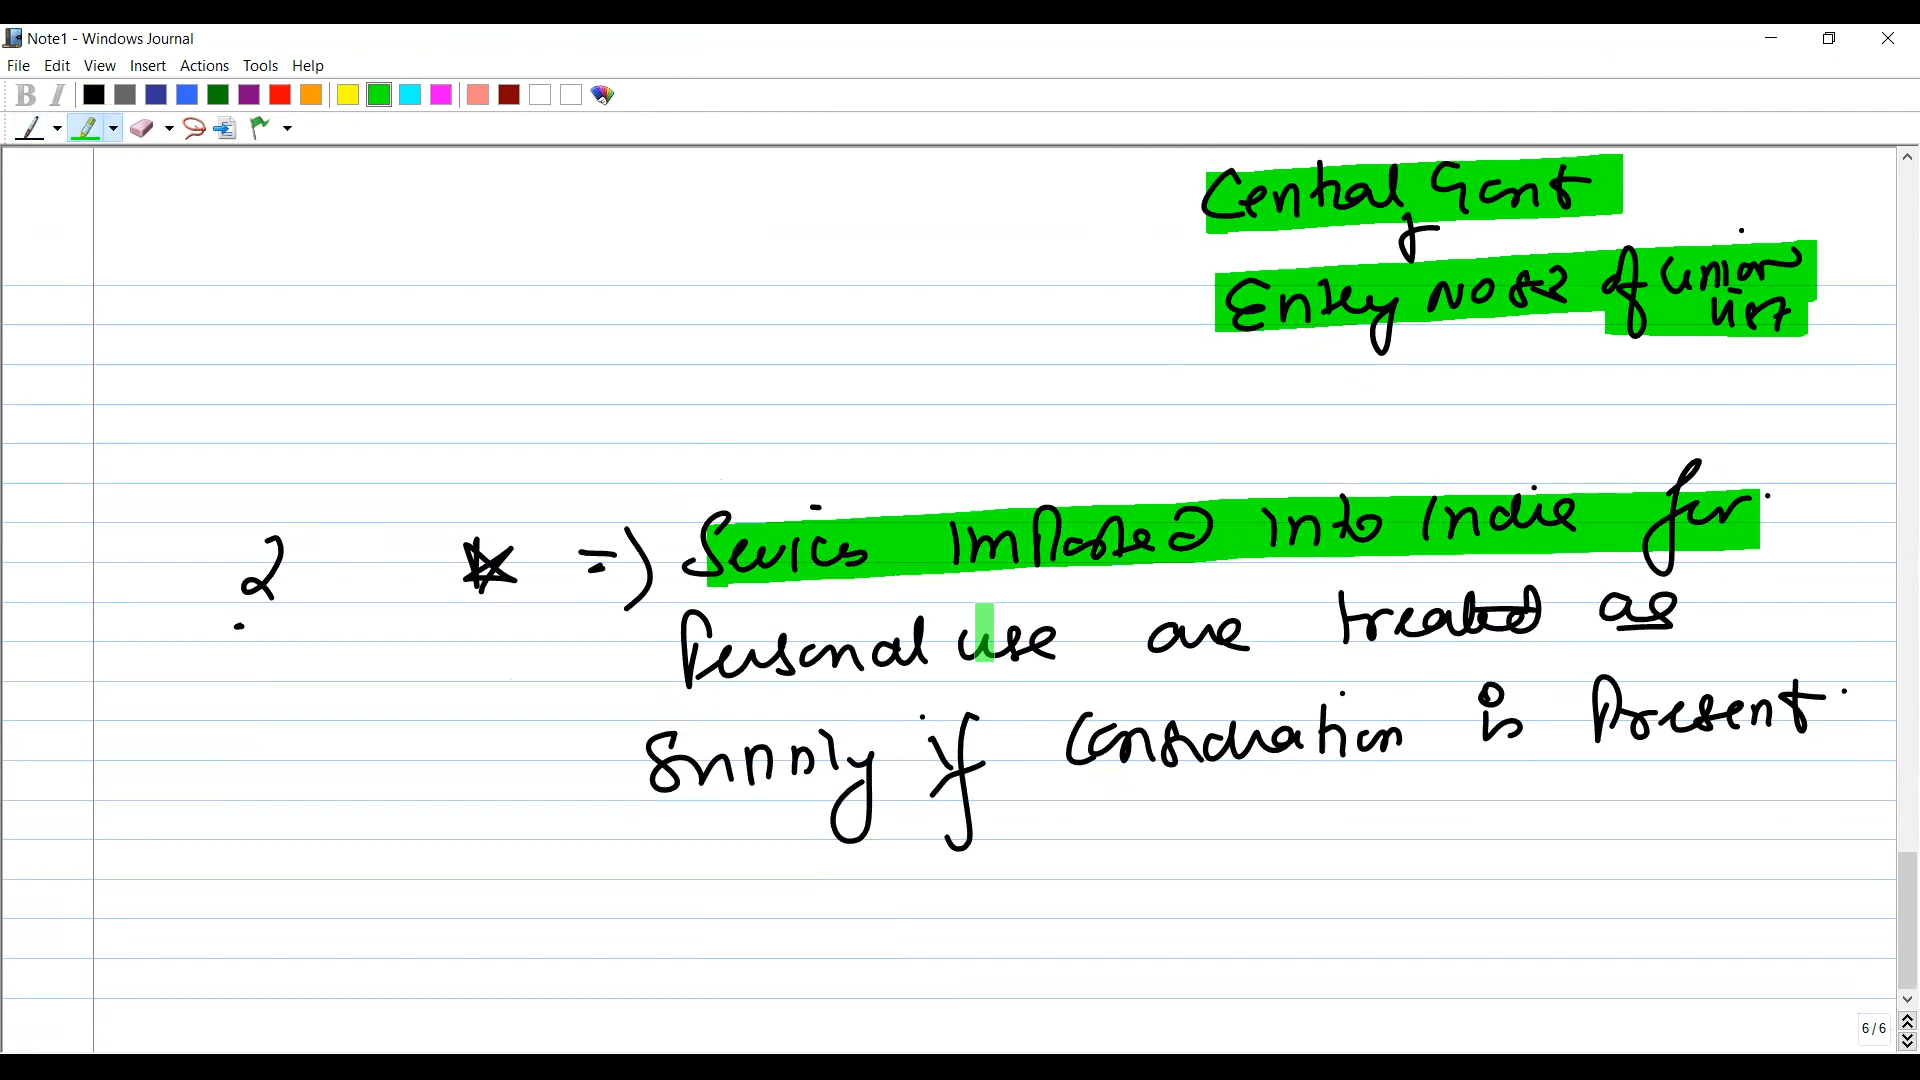 Note1 - Windows Journal
File Edit View Insert Actions Tools Help
B I
Central Govt
Entry No 82 of Union
List
2 => Services Imported into India for
Personal use are treated as
Supply if Consideration is Present
6 / 6